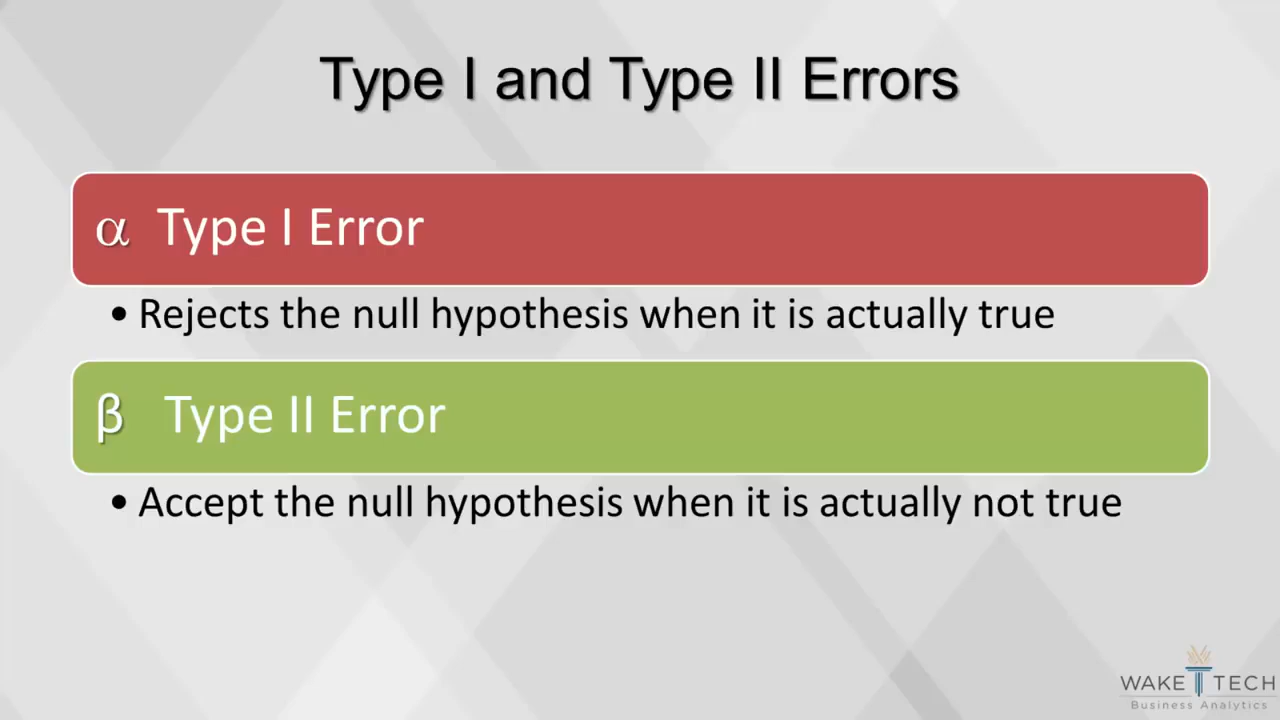 Type I and Type II Errors
α Type I Error
• Rejects the null hypothesis when it is actually true
β Type II Error
• Accept the null hypothesis when it is actually not true
WAKE TECH
Business Analytics